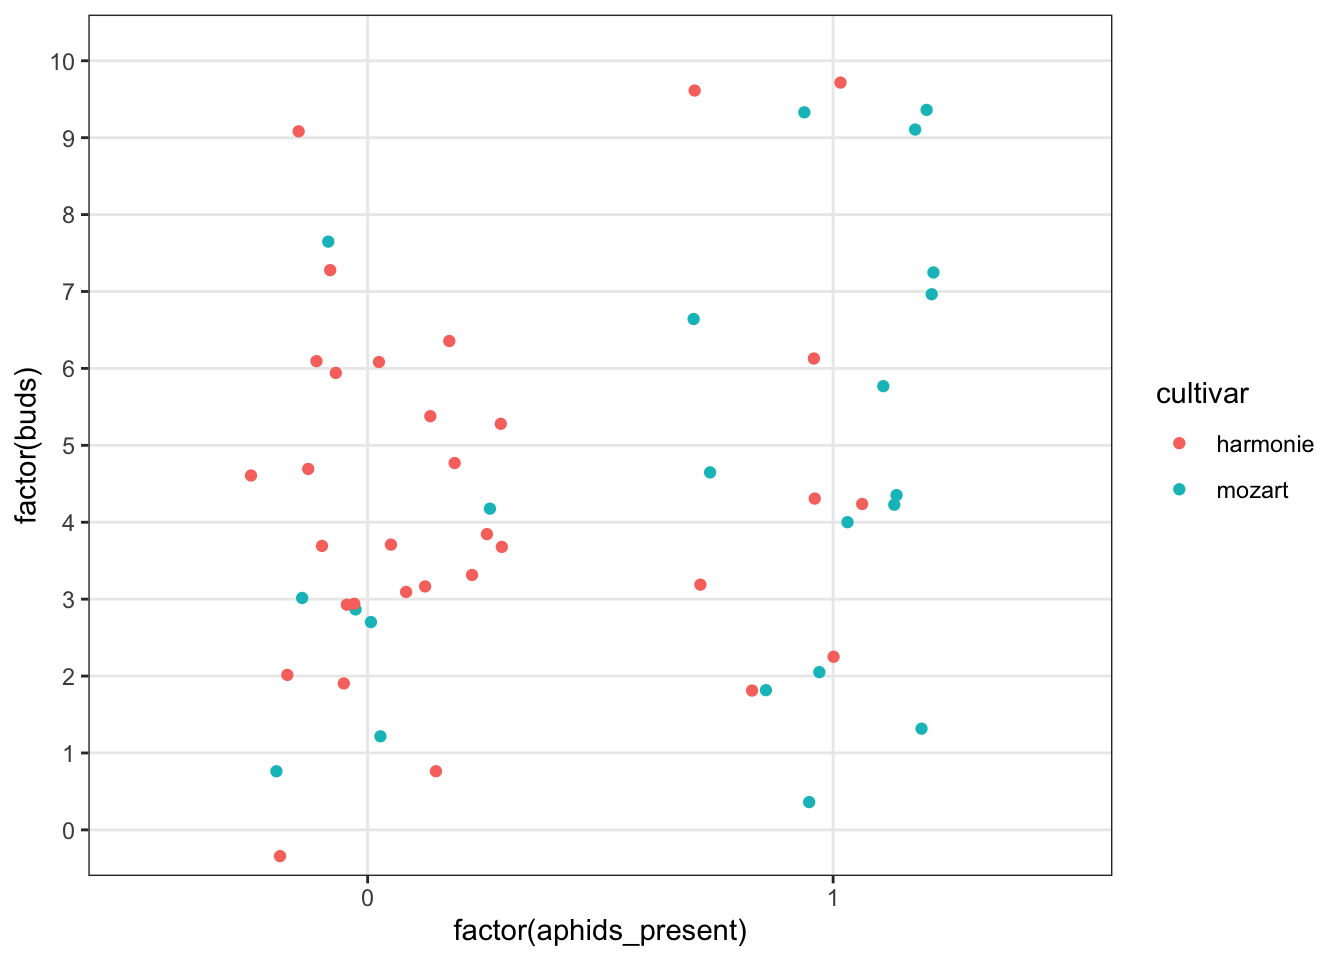 10
9
8
7
6
5
4
3
2
1
0
factor(buds)
0 1
factor(aphids_present)
cultivar
harmonie
mozart